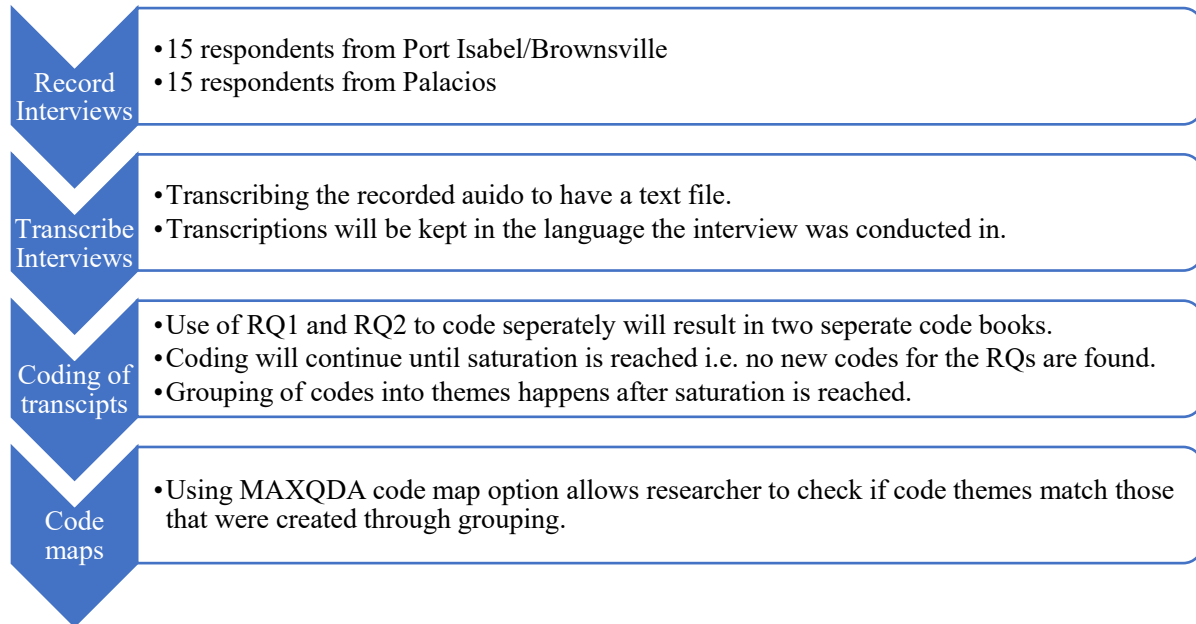 Record
Interviews
•15 respondents from Port Isabel/Brownsville
•15 respondents from Palacios
Transcribe
Interviews
•Transcribing the recorded auido to have a text file.
•Transcriptions will be kept in the language the interview was conducted in.
Coding of
transcipts
•Use of RQ1 and RQ2 to code seperately will result in two seperate code books.
•Coding will continue until saturation is reached i.e. no new codes for the RQs are found.
•Grouping of codes into themes happens after saturation is reached.
Code
maps
•Using MAXQDA code map option allows researcher to check if code themes match those
that were created through grouping.